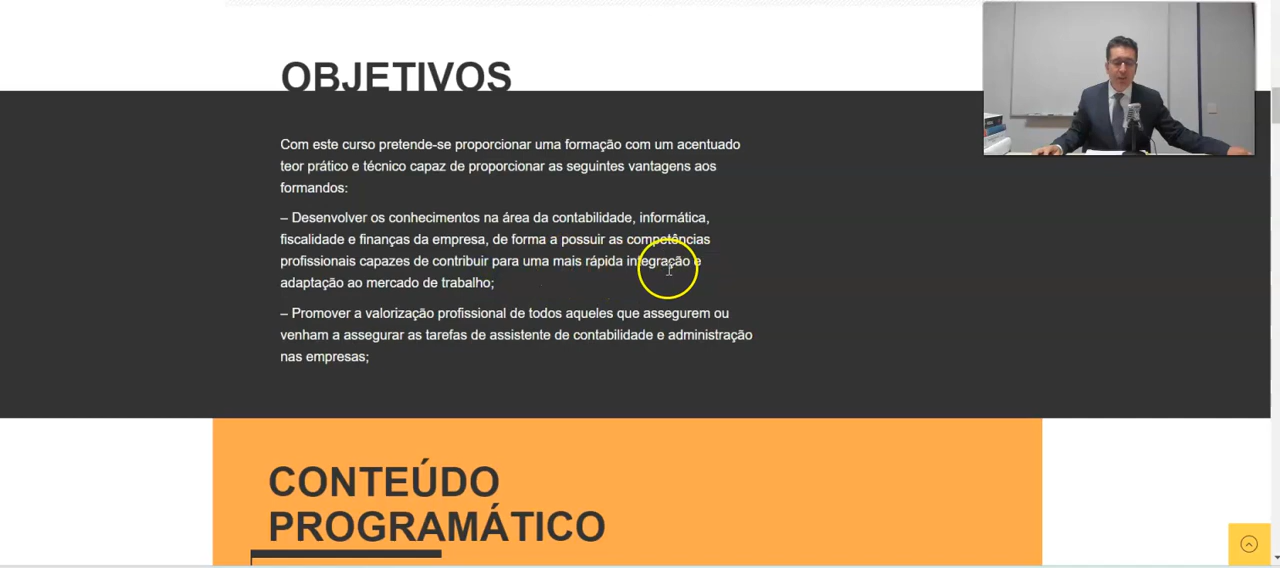 OBJETIVOS
Com este curso pretende-se proporcionar uma formação com um acentuado
teor prático e técnico capaz de proporcionar as seguintes vantagens aos
formandos:
– Desenvolver os conhecimentos na área da contabilidade, informática,
fiscalidade e finanças da empresa, de forma a possuir as competências
profissionais capazes de contribuir para uma mais rápida integração e
adaptação ao mercado de trabalho;
– Promover a valorização profissional de todos aqueles que assegurem ou
venham a assegurar as tarefas de assistente de contabilidade e administração
nas empresas;
CONTEÚDO
PROGRAMÁTICO